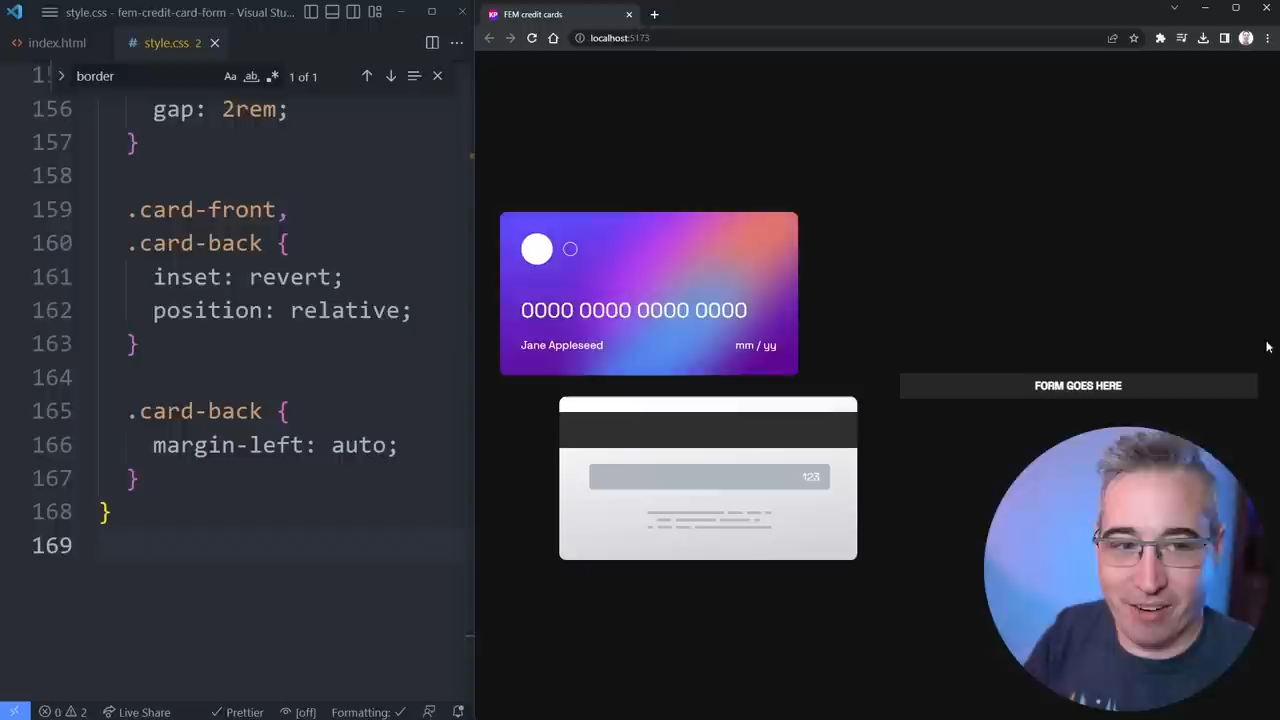 style.css - fem-credit-card-form - Visual Stu...
index.html
# style.css 2
border
Aa ab 1 of 1
156 gap: 2rem;
157 }
158
159 .card-front,
160 .card-back {
161 inset: revert;
162 position: relative;
163 }
164
165 .card-back {
166 margin-left: auto;
167 }
168 }
169
0 2 Live Share Prettier [off] Formatting:
KP FEM credit cards
localhost:5173
0000 0000 0000 0000
Jane Appleseed mm / yy
123
FORM GOES HERE